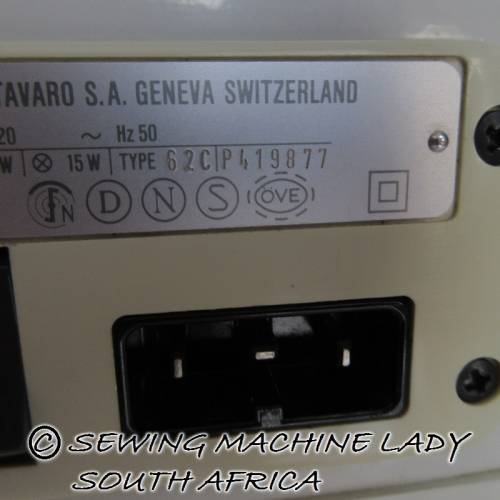 TAVARO S.A. GENEVA SWITZERLAND
20 ~ Hz 50
W ⊗ 15 W TYPE 62C P419877
N D N S ÖVE
© SEWING MACHINE LADY
SOUTH AFRICA